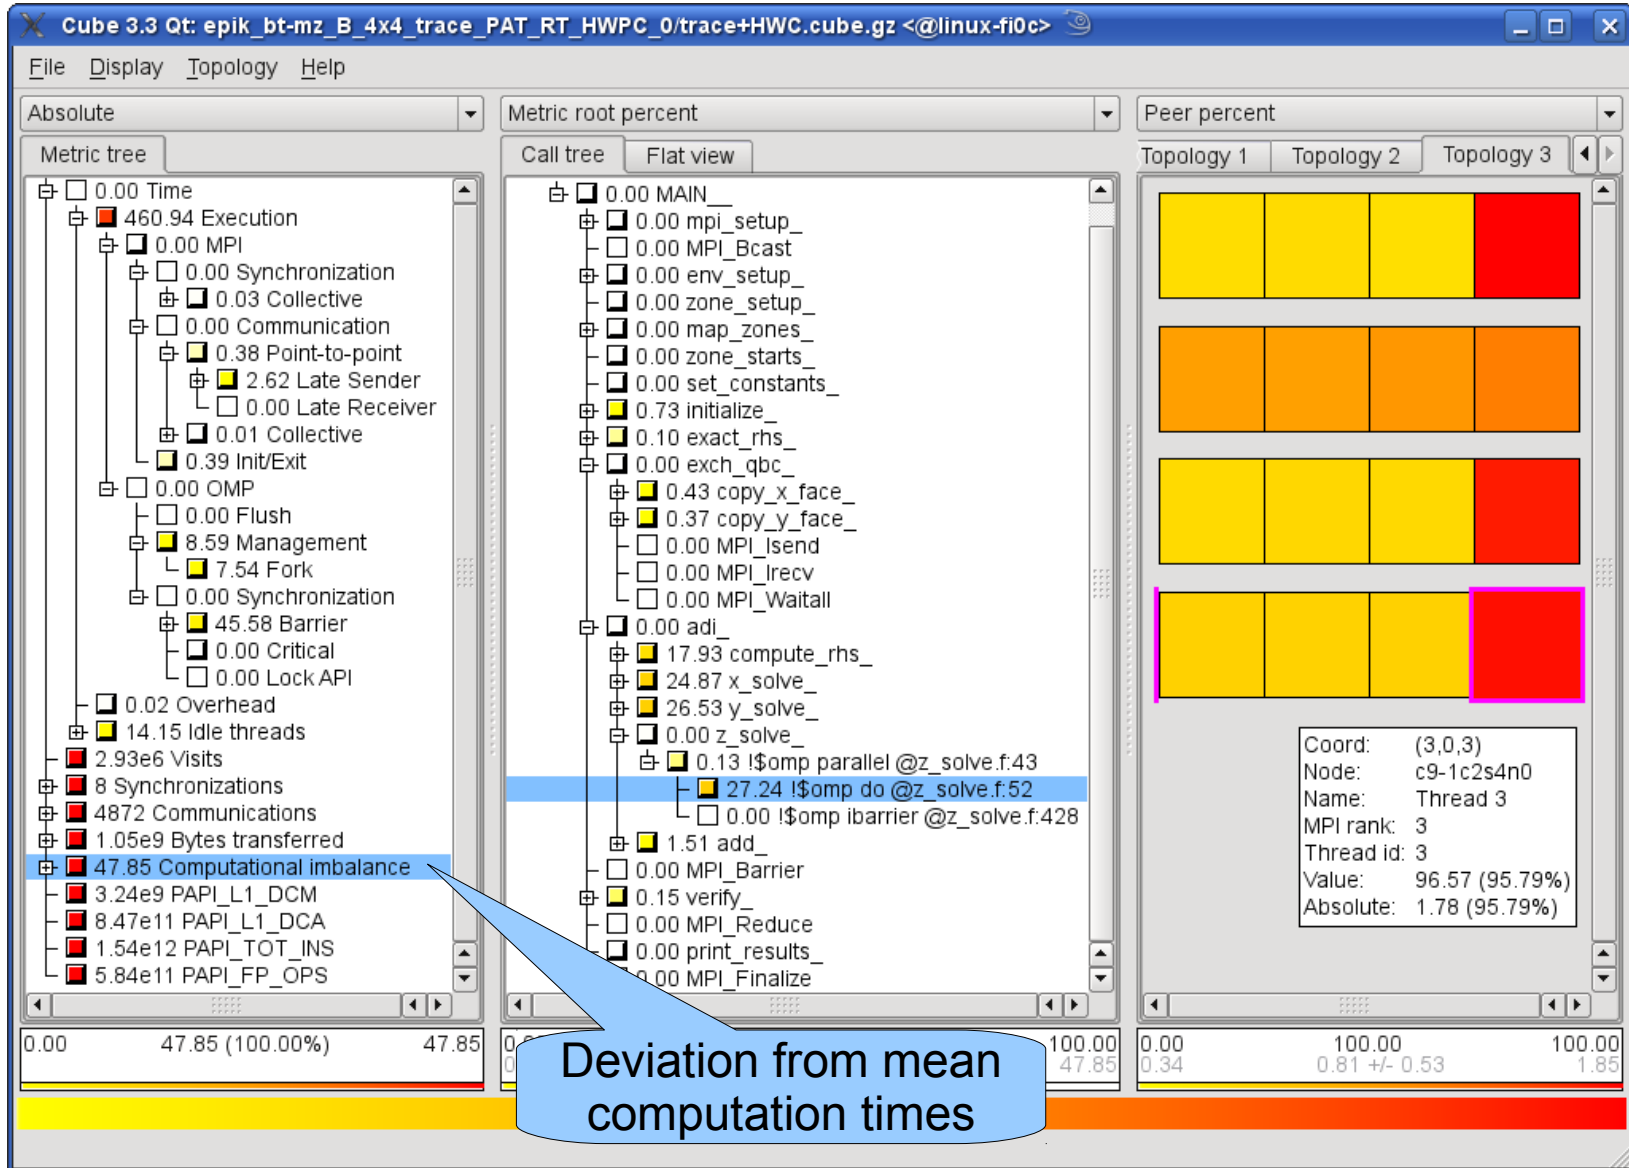 Cube 3.3 Qt: epik_bt-mz_B_4x4_trace_PAT_RT_HWPC_0/trace+HWC.cube.gz <@linux-fi0c>
File Display Topology Help
Absolute
Metric tree
0.00 Time
460.94 Execution
0.00 MPI
0.00 Synchronization
0.03 Collective
0.00 Communication
0.38 Point-to-point
2.62 Late Sender
0.00 Late Receiver
0.01 Collective
0.39 Init/Exit
0.00 OMP
0.00 Flush
8.59 Management
7.54 Fork
0.00 Synchronization
45.58 Barrier
0.00 Critical
0.00 Lock API
0.02 Overhead
14.15 Idle threads
2.93e6 Visits
8 Synchronizations
4872 Communications
1.05e9 Bytes transferred
47.85 Computational imbalance
3.24e9 PAPI_L1_DCM
8.47e11 PAPI_L1_DCA
1.54e12 PAPI_TOT_INS
5.84e11 PAPI_FP_OPS
0.00 47.85 (100.00%) 47.85
Metric root percent
Call tree Flat view
0.00 MAIN__
0.00 mpi_setup_
0.00 MPI_Bcast
0.00 env_setup_
0.00 zone_setup_
0.00 map_zones_
0.00 zone_starts_
0.00 set_constants_
0.73 initialize_
0.10 exact_rhs_
0.00 exch_qbc_
0.43 copy_x_face_
0.37 copy_y_face_
0.00 MPI_Isend
0.00 MPI_Irecv
0.00 MPI_Waitall
0.00 adi_
17.93 compute_rhs_
24.87 x_solve_
26.53 y_solve_
0.00 z_solve_
0.13 !$omp parallel @z_solve.f:43
27.24 !$omp do @z_solve.f:52
0.00 !$omp ibarrier @z_solve.f:428
1.51 add_
0.00 MPI_Barrier
0.15 verify_
0.00 MPI_Reduce
0.00 print_results_
0.00 MPI_Finalize
100.00
47.85
Deviation from mean
computation times
Peer percent
Topology 1 Topology 2 Topology 3
Coord: (3,0,3)
Node: c9-1c2s4n0
Name: Thread 3
MPI rank: 3
Thread id: 3
Value: 96.57 (95.79%)
Absolute: 1.78 (95.79%)
0.00 100.00 100.00
0.34 0.81 +/- 0.53 1.85